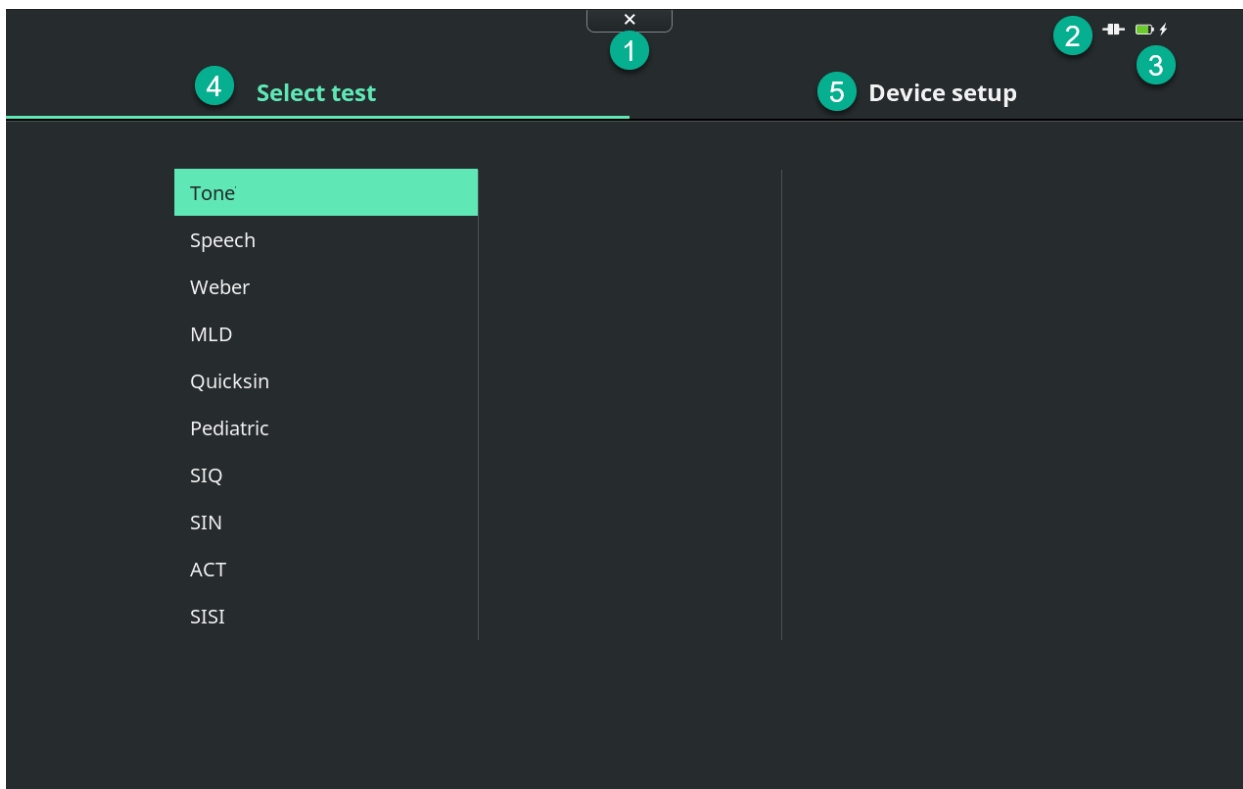 ×
1
2
3
4 Select test
5 Device setup
Tone
Speech
Weber
MLD
Quicksin
Pediatric
SIQ
SIN
ACT
SISI